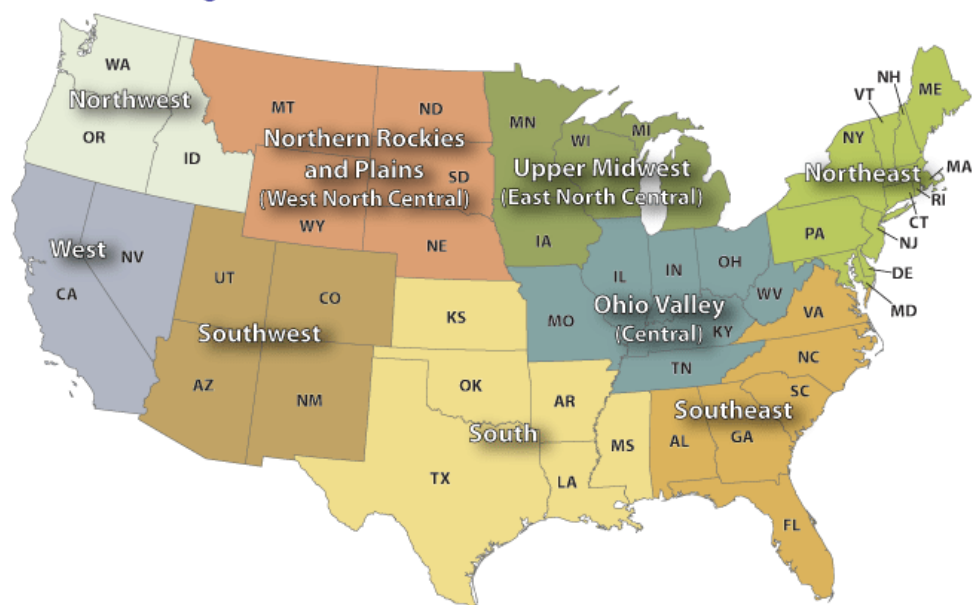 WA
Northwest
OR
ID
MT
ND
Northern Rockies
and Plains
(West North Central)
SD
WY
NE
MN
WI
MI
Upper Midwest
(East North Central)
IA
NH
VT
ME
NY
Northeast
MA
RI
CT
PA
NJ
DE
MD
West
NV
CA
UT
CO
Southwest
AZ
NM
KS
OK
AR
South
TX
LA
MS
IL
IN
OH
WV
Ohio Valley
(Central)
MO
KY
TN
VA
NC
SC
Southeast
AL
GA
FL